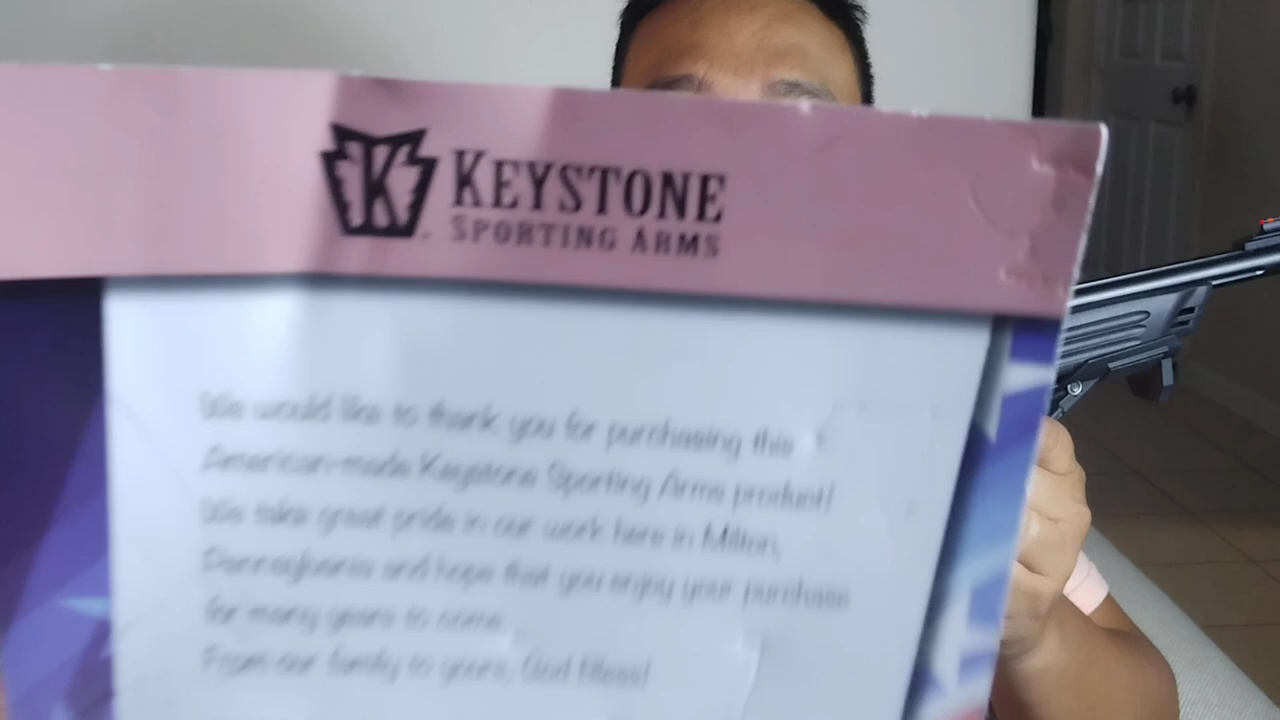 K KEYSTONE
SPORTING ARMS
We would like to thank you for purchasing this
American-made Keystone Sporting Arms product!
We take great pride in our work here in Milton,
Pennsylvania and hope that you enjoy your purchase
for many years to come.
From our family to yours, God Bless!